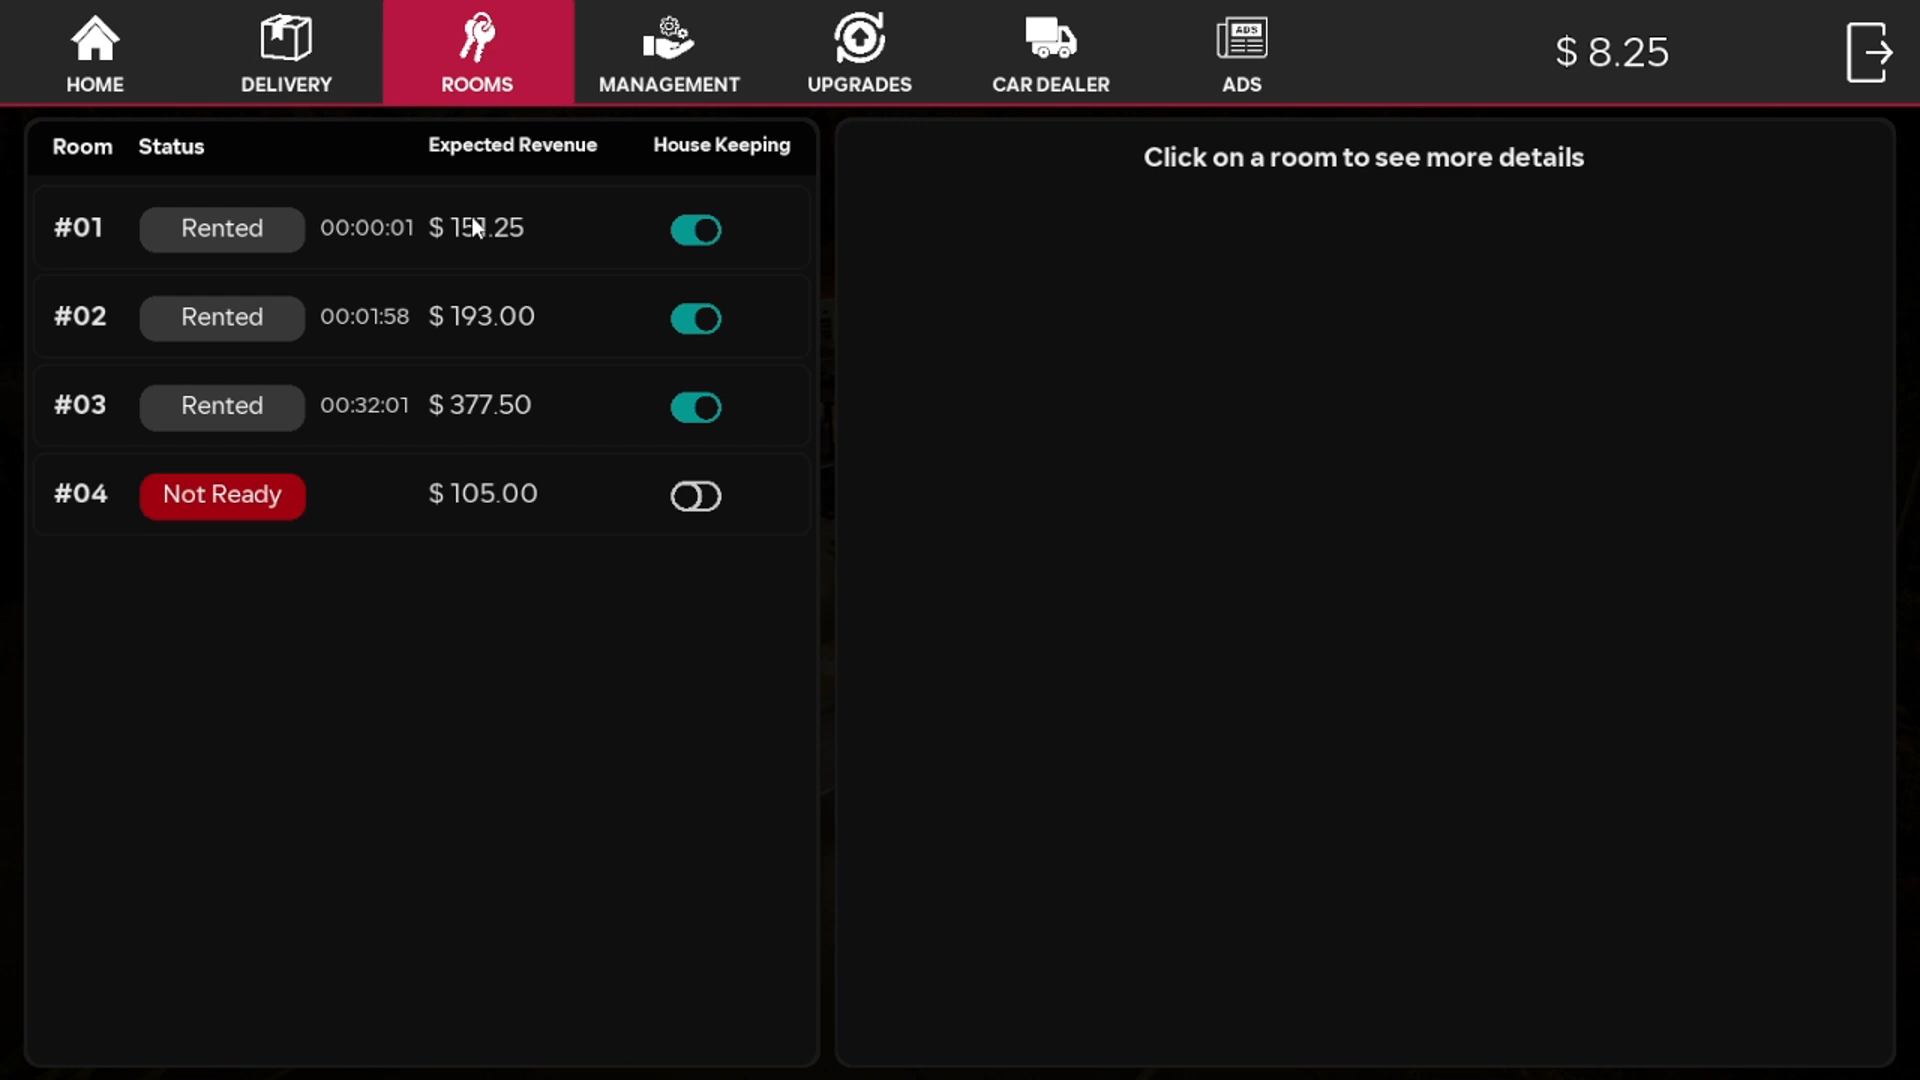 HOME DELIVERY ROOMS MANAGEMENT UPGRADES CAR DEALER ADS $ 8.25
ADS
Room Status Expected Revenue House Keeping
Click on a room to see more details
#01 Rented 00:00:01
#02 Rented 00:01:58 $ 193.00
#03 Rented 00:32:01 $ 377.50
#04 Not Ready $ 105.00